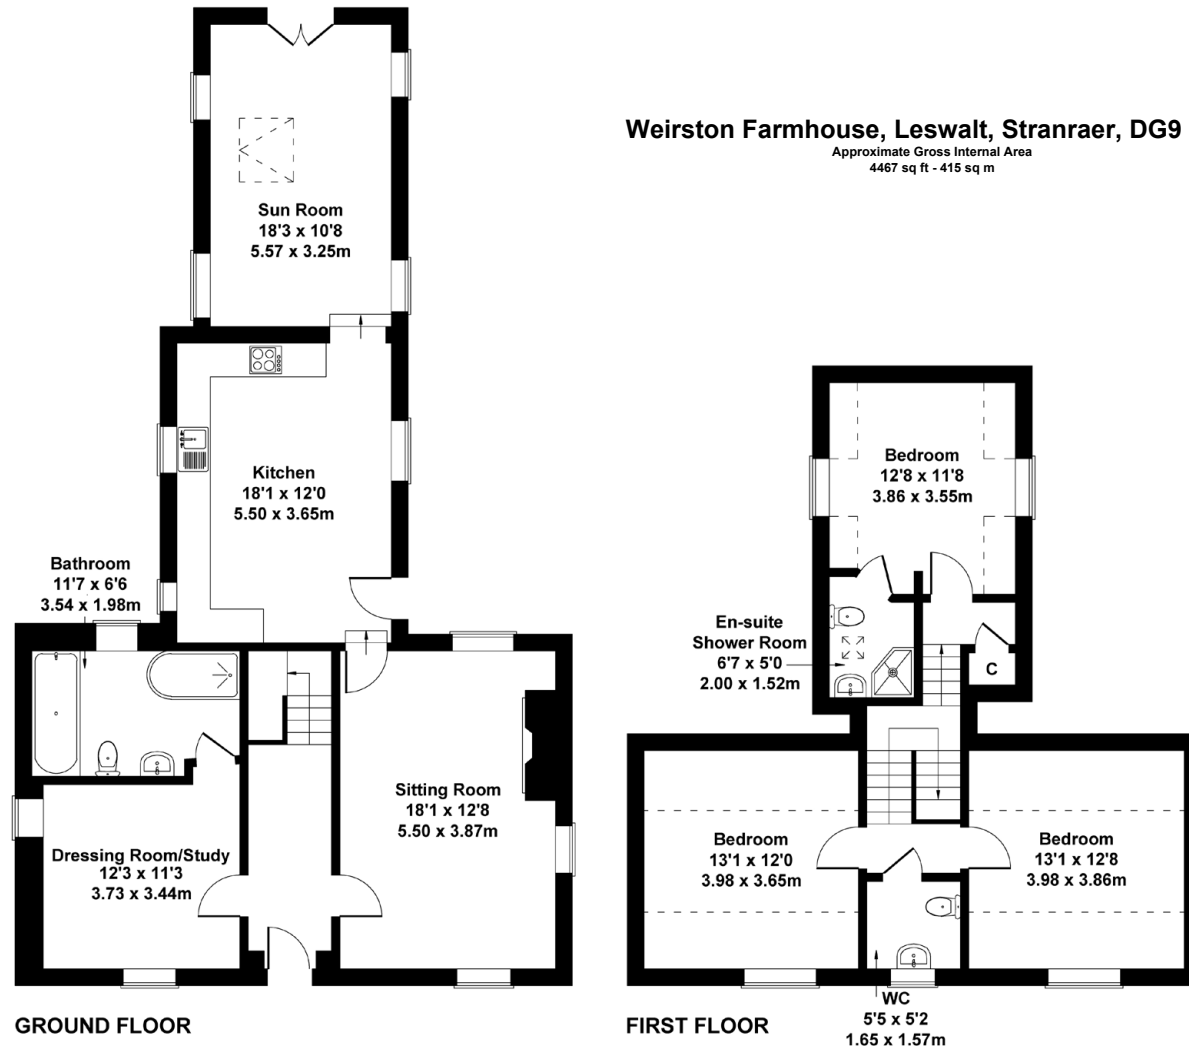 Weirston Farmhouse, Leswalt, Stranraer, DG9
Approximate Gross Internal Area
4467 sq ft - 415 sq m
Sun Room
18'3 x 10'8
5.57 x 3.25m
Kitchen
18'1 x 12'0
5.50 x 3.65m
Bathroom
11'7 x 6'6
3.54 x 1.98m
Sitting Room
18'1 x 12'8
5.50 x 3.87m
Dressing Room/Study
12'3 x 11'3
3.73 x 3.44m
GROUND FLOOR
Bedroom
12'8 x 11'8
3.86 x 3.55m
En-suite
Shower Room
6'7 x 5'0
2.00 x 1.52m
C
Bedroom
13'1 x 12'0
3.98 x 3.65m
Bedroom
13'1 x 12'8
3.98 x 3.86m
WC
5'5 x 5'2
1.65 x 1.57m
FIRST FLOOR